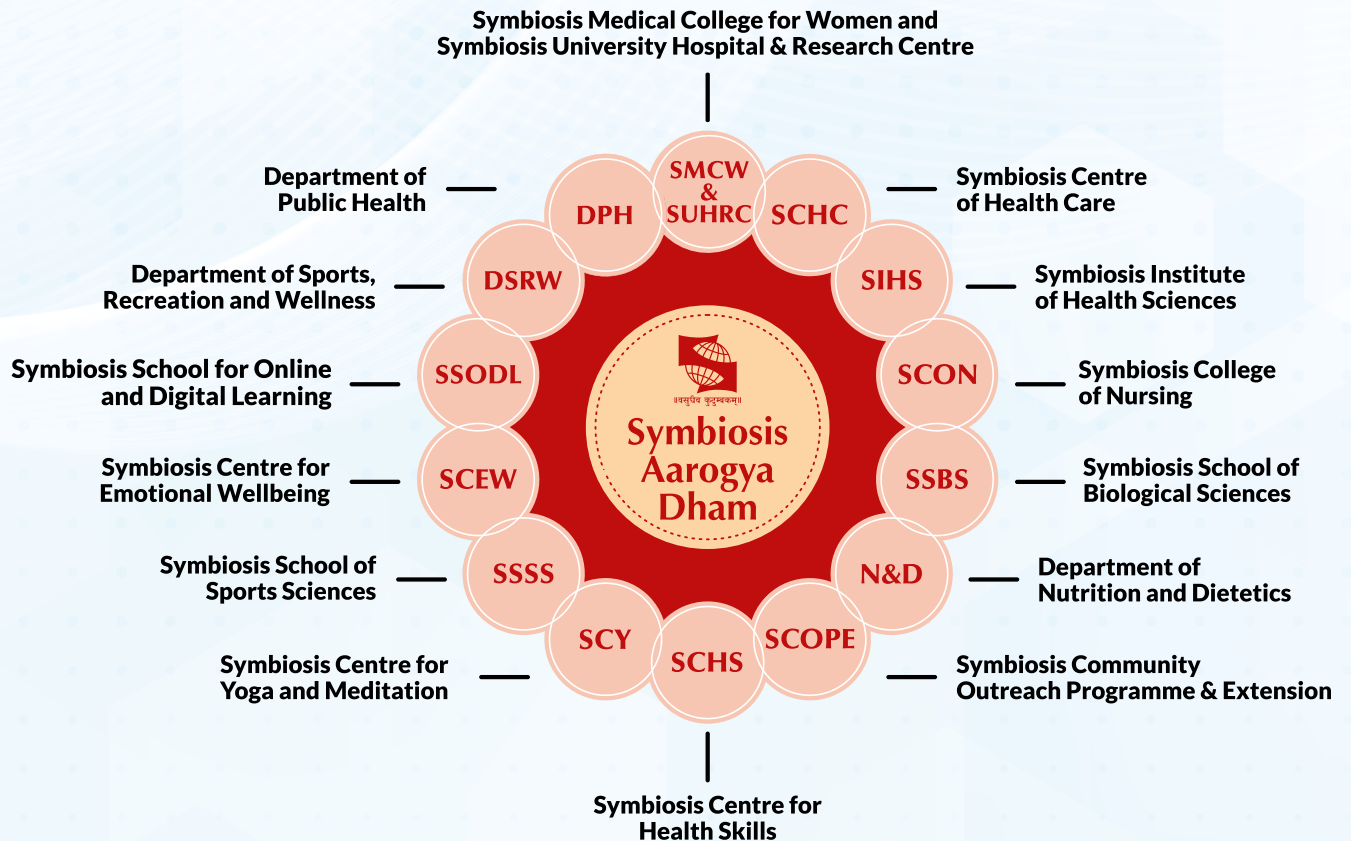 Symbiosis Medical College for Women and
Symbiosis University Hospital & Research Centre
SMCW
&
SUHRC
SCHC
Symbiosis Centre
of Health Care
SIHS
Symbiosis Institute
of Health Sciences
SCON
Symbiosis College
of Nursing
SSBS
Symbiosis School of
Biological Sciences
N&D
Department of
Nutrition and Dietetics
SCOPE
Symbiosis Community
Outreach Programme & Extension
SCHS
Symbiosis Centre for
Health Skills
SCY
Symbiosis Centre for
Yoga and Meditation
SSSS
Symbiosis School of
Sports Sciences
SCEW
Symbiosis Centre for
Emotional Wellbeing
SSODL
Symbiosis School for Online
and Digital Learning
DSRW
Department of Sports,
Recreation and Wellness
DPH
Department of
Public Health
॥वसुधैव कुटुम्बकम्॥
Symbiosis
Aarogya
Dham